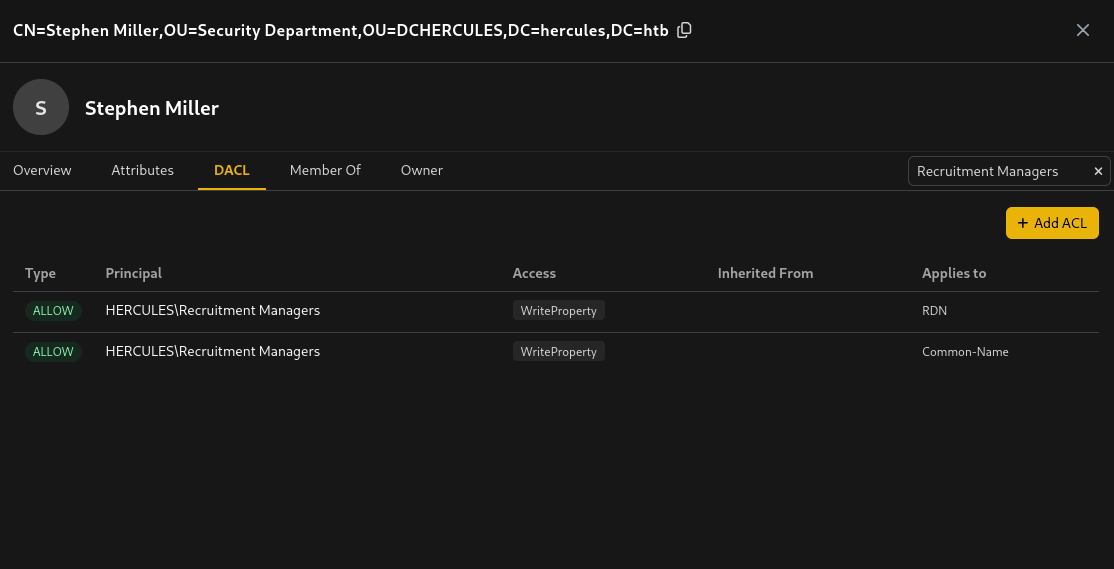 CN=Stephen Miller,OU=Security Department,OU=DCHERCULES,DC=hercules,DC=htb
S Stephen Miller
Overview Attributes DACL Member Of Owner Recruitment Managers
+ Add ACL
Type Principal Access Inherited From Applies to
ALLOW HERCULES\Recruitment Managers WriteProperty RDN
ALLOW HERCULES\Recruitment Managers WriteProperty Common-Name